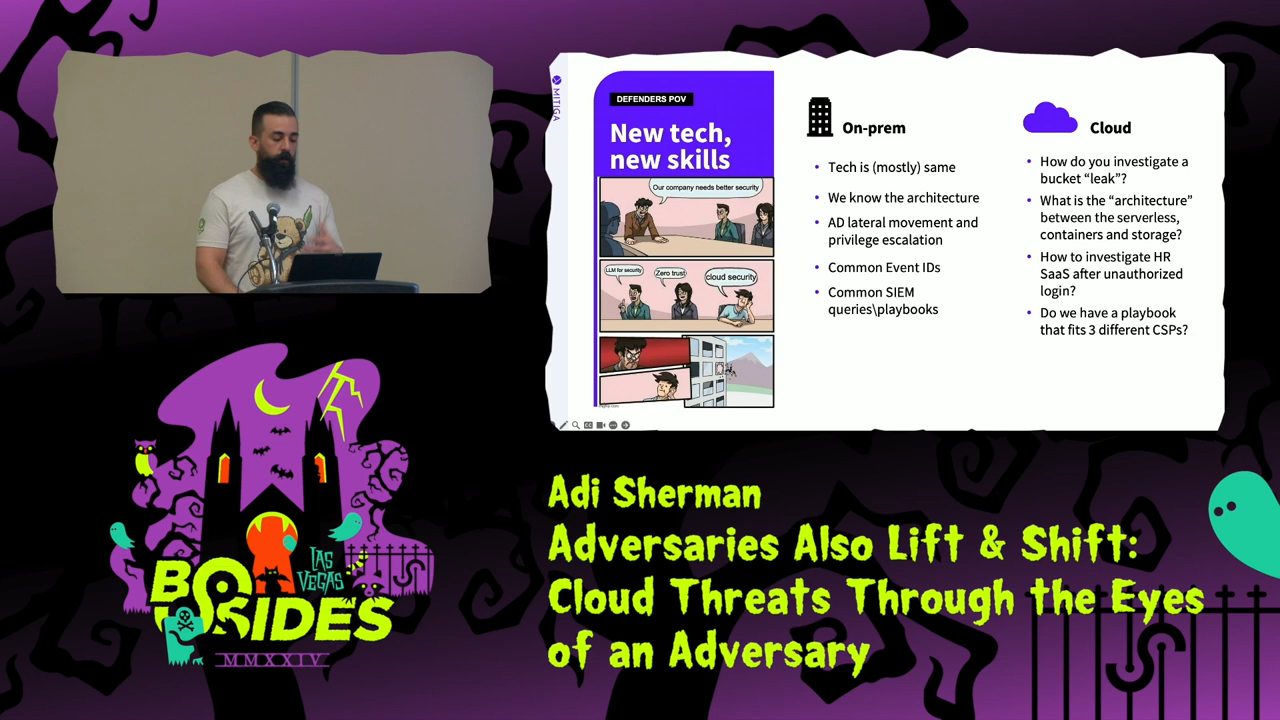 MITIGA
DEFENDERS POV
New tech,
new skills
Our company needs better security
LLM for security
Zero trust
cloud security
On-prem
• Tech is (mostly) same
• We know the architecture
• AD lateral movement and
privilege escalation
• Common Event IDs
• Common SIEM
queries\playbooks
Cloud
• How do you investigate a
bucket “leak”?
• What is the “architecture”
between the serverless,
containers and storage?
• How to investigate HR
SaaS after unauthorized
login?
• Do we have a playbook
that fits 3 different CSPs?
BSIDES
LAS
VEGAS
MMXXIV
Adi Sherman
Adversaries Also Lift & Shift:
Cloud Threats Through the Eyes
of an Adversary